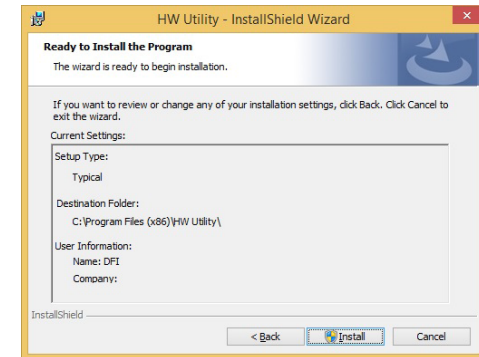 HW Utility - InstallShield Wizard
Ready to Install the Program
The wizard is ready to begin installation.
If you want to review or change any of your installation settings, click Back. Click Cancel to
exit the wizard.
Current Settings:
Setup Type:
Typical
Destination Folder:
C:\Program Files (x86)\HW Utility\
User Information:
Name: DFI
Company:
InstallShield
< Back
Install
Cancel